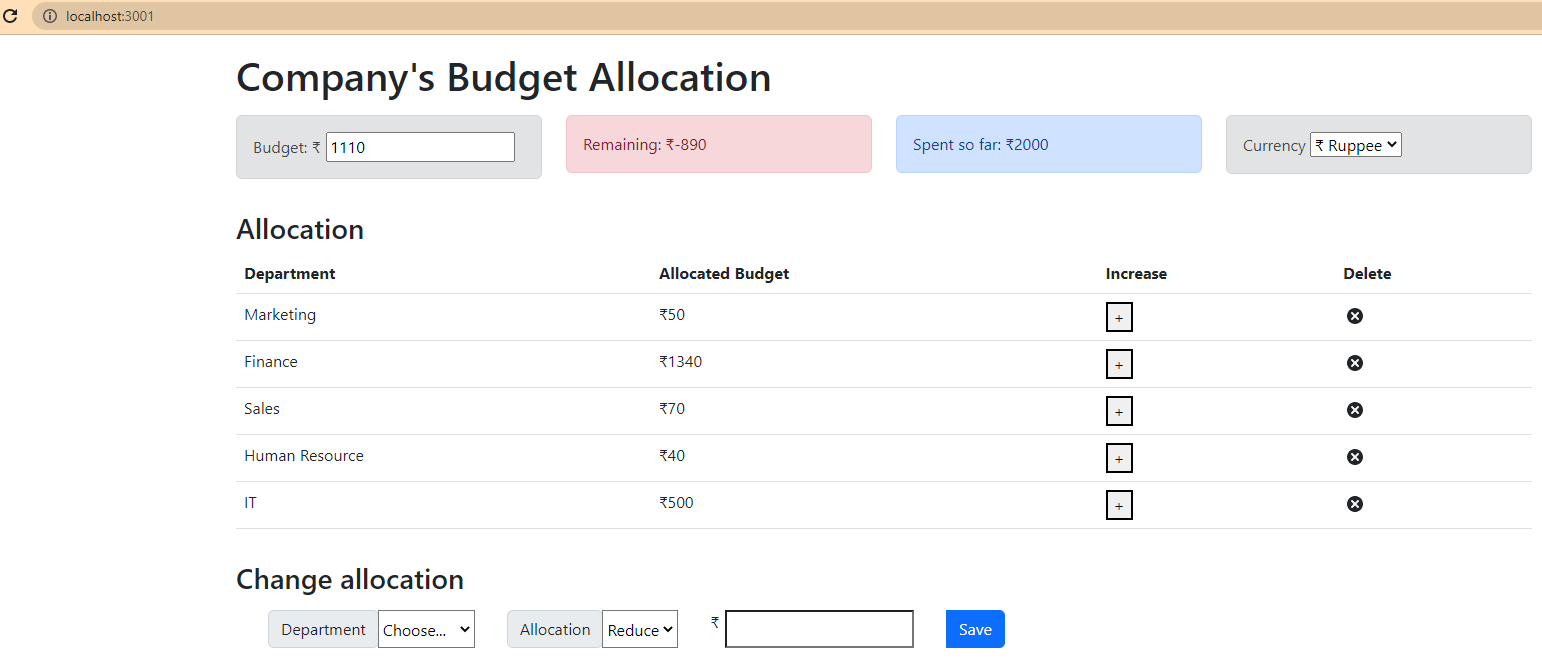 localhost:3001
Company's Budget Allocation
Budget: ₹ 1110 Remaining: ₹-890 Spent so far: ₹2000 Currency ₹ Ruppee
Allocation
Department Allocated Budget Increase Delete
Marketing ₹50 +
Finance ₹1340 +
Sales ₹70 +
Human Resource ₹40 +
IT ₹500 +
Change allocation
Department Choose... Allocation Reduce ₹ Save